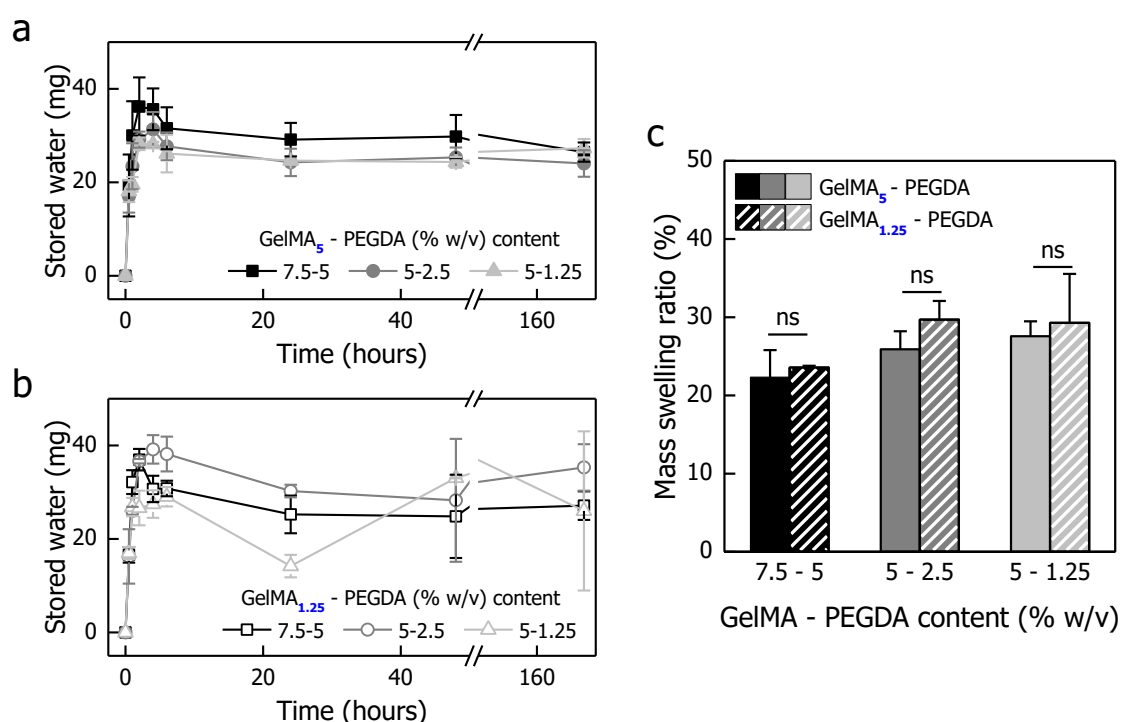 a
Stored water (mg)
40
20
0
GelMA5 - PEGDA (% w/v) content
7.5-5 5-2.5 5-1.25
0 20 40 160
Time (hours)
b
Stored water (mg)
40
20
0
GelMA1.25 - PEGDA (% w/v) content
7.5-5 5-2.5 5-1.25
0 20 40 160
Time (hours)
c
Mass swelling ratio (%)
50
40
30
20
10
0
GelMA5 - PEGDA
GelMA1.25 - PEGDA
ns ns ns
7.5 - 5 5 - 2.5 5 - 1.25
GelMA - PEGDA content (% w/v)